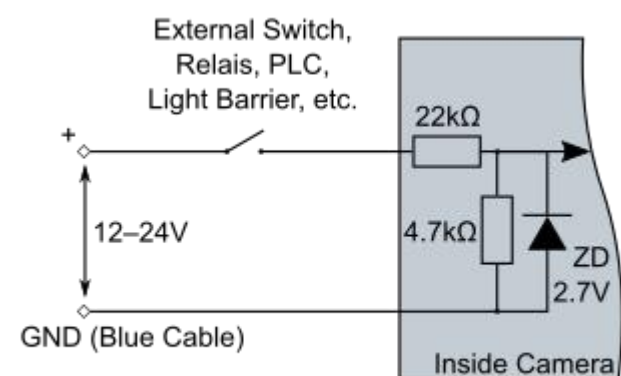 External Switch,
Relais, PLC,
Light Barrier, etc.
22kΩ
+
12–24V
4.7kΩ
ZD
2.7V
GND (Blue Cable)
Inside Camera